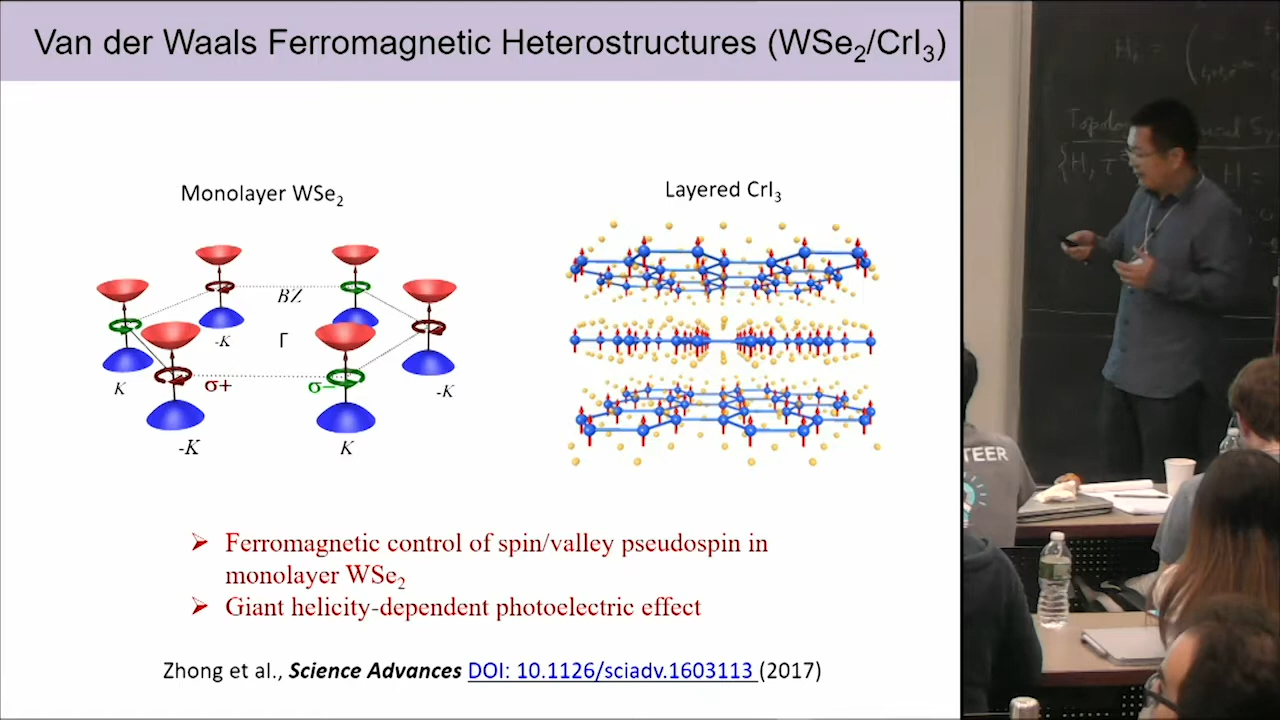 Van der Waals Ferromagnetic Heterostructures (WSe₂/CrI₃)
Monolayer WSe₂
Layered CrI₃
BZ
Γ
-K
K
σ+
σ−
-K
-K
K
➢ Ferromagnetic control of spin/valley pseudospin in
monolayer WSe₂
➢ Giant helicity-dependent photoelectric effect
Zhong et al., Science Advances DOI: 10.1126/sciadv.1603113 (2017)
TEER